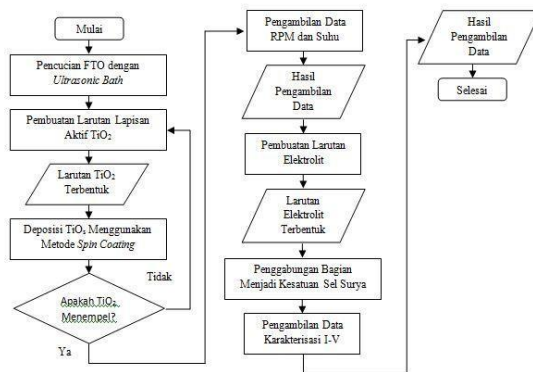 Mulai
Pencucian FTO dengan
Ultrasonic Bath
Pembuatan Larutan Lapisan
Aktif TiO₂
Larutan TiO₂
Terbentuk
Deposisi TiO₂ Menggunakan
Metode Spin Coating
Tidak
Apakah TiO₂
Menempel?
Ya
Pengambilan Data
RPM dan Suhu
Hasil
Pengambilan
Data
Pembuatan Larutan
Elektrolit
Larutan
Elektrolit
Terbentuk
Penggabungan Bagian
Menjadi Kesatuan Sel Surya
Pengambilan Data
Karakterisasi I-V
Hasil
Pengambilan
Data
Selesai